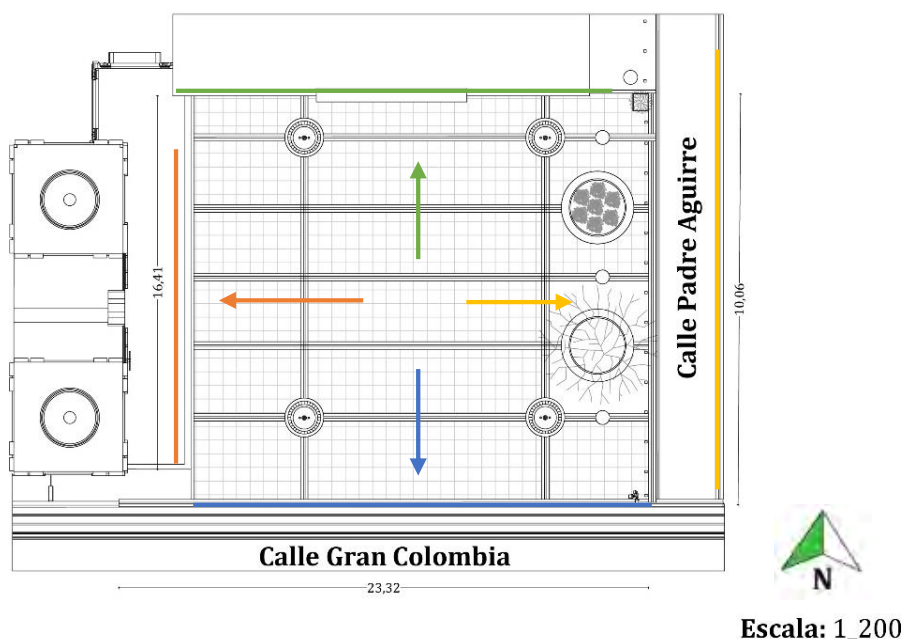 16,41
Calle Padre Aguirre
10,06
Calle Gran Colombia
23,32
N
Escala: 1_200